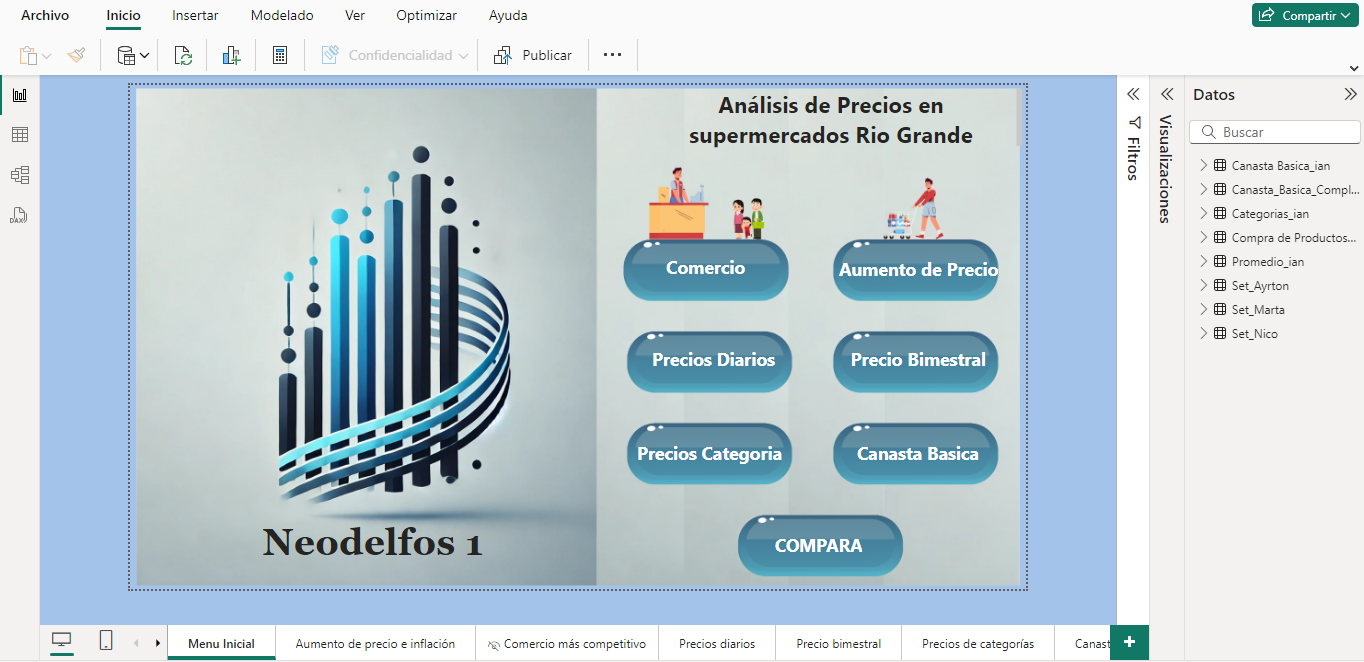 Archivo
Inicio
Insertar
Modelado
Ver
Optimizar
Ayuda
Compartir
Confidencialidad
Publicar
Análisis de Precios en
supermercados Rio Grande
Comercio
Aumento de Precio
Precios Diarios
Precio Bimestral
Precios Categoria
Canasta Basica
COMPARA
Neodelfos 1
Filtros
Visualizaciones
Datos
Buscar
Canasta Basica_ian
Canasta_Basica_Compl...
Categorias_ian
Compra de Productos...
Promedio_ian
Set_Ayrton
Set_Marta
Set_Nico
DAX
Menu Inicial
Aumento de precio e inflación
Comercio más competitivo
Precios diarios
Precio bimestral
Precios de categorías
Canast